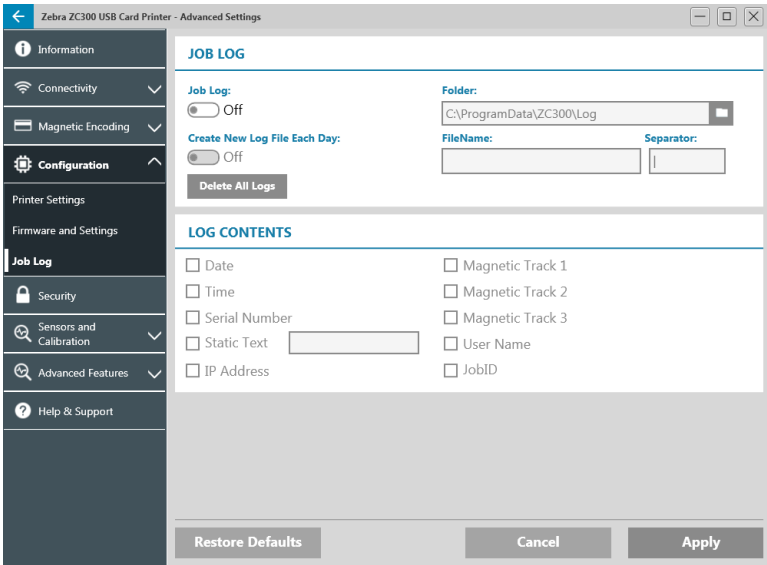 Zebra ZC300 USB Card Printer - Advanced Settings
Information
Connectivity
Magnetic Encoding
Configuration
Printer Settings
Firmware and Settings
Job Log
Security
Sensors and
Calibration
Advanced Features
Help & Support
JOB LOG
Job Log:
Off
Folder:
C:\ProgramData\ZC300\Log
Create New Log File Each Day:
Off
FileName:
Separator:
|
Delete All Logs
LOG CONTENTS
Date
Time
Serial Number
Static Text
IP Address
Magnetic Track 1
Magnetic Track 2
Magnetic Track 3
User Name
JobID
Restore Defaults
Cancel
Apply